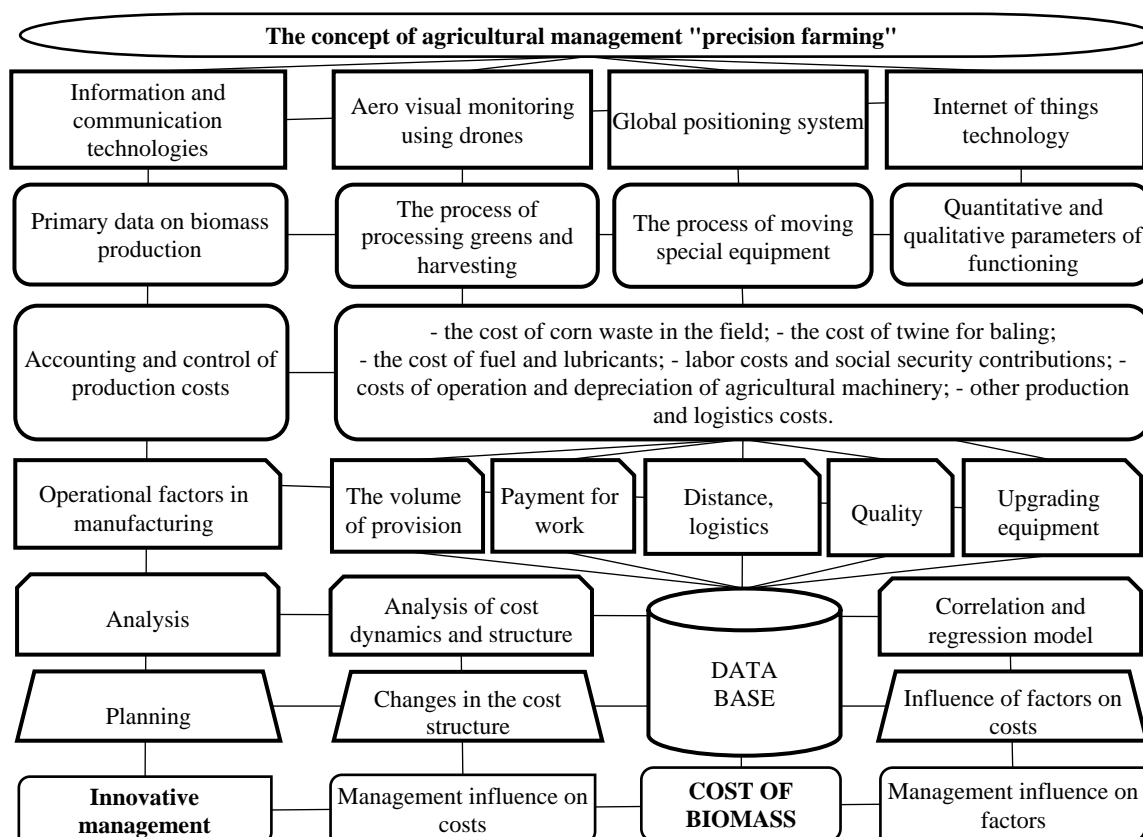 The concept of agricultural management "precision farming"
Information and
communication
technologies
Aero visual monitoring
using drones
Global positioning system
Internet of things
technology
Primary data on biomass
production
The process of
processing greens and
harvesting
The process of moving
special equipment
Quantitative and
qualitative parameters of
functioning
Accounting and control of
production costs
- the cost of corn waste in the field; - the cost of twine for baling;
- the cost of fuel and lubricants; - labor costs and social security contributions; -
costs of operation and depreciation of agricultural machinery; - other production
and logistics costs.
Operational factors in
manufacturing
The volume
of provision
Payment for
work
Distance,
logistics
Quality
Upgrading
equipment
Analysis
Analysis of cost
dynamics and structure
DATA
BASE
Correlation and
regression model
Planning
Changes in the cost
structure
Influence of factors on
costs
Innovative
management
Management influence on
costs
COST OF
BIOMASS
Management influence on
factors